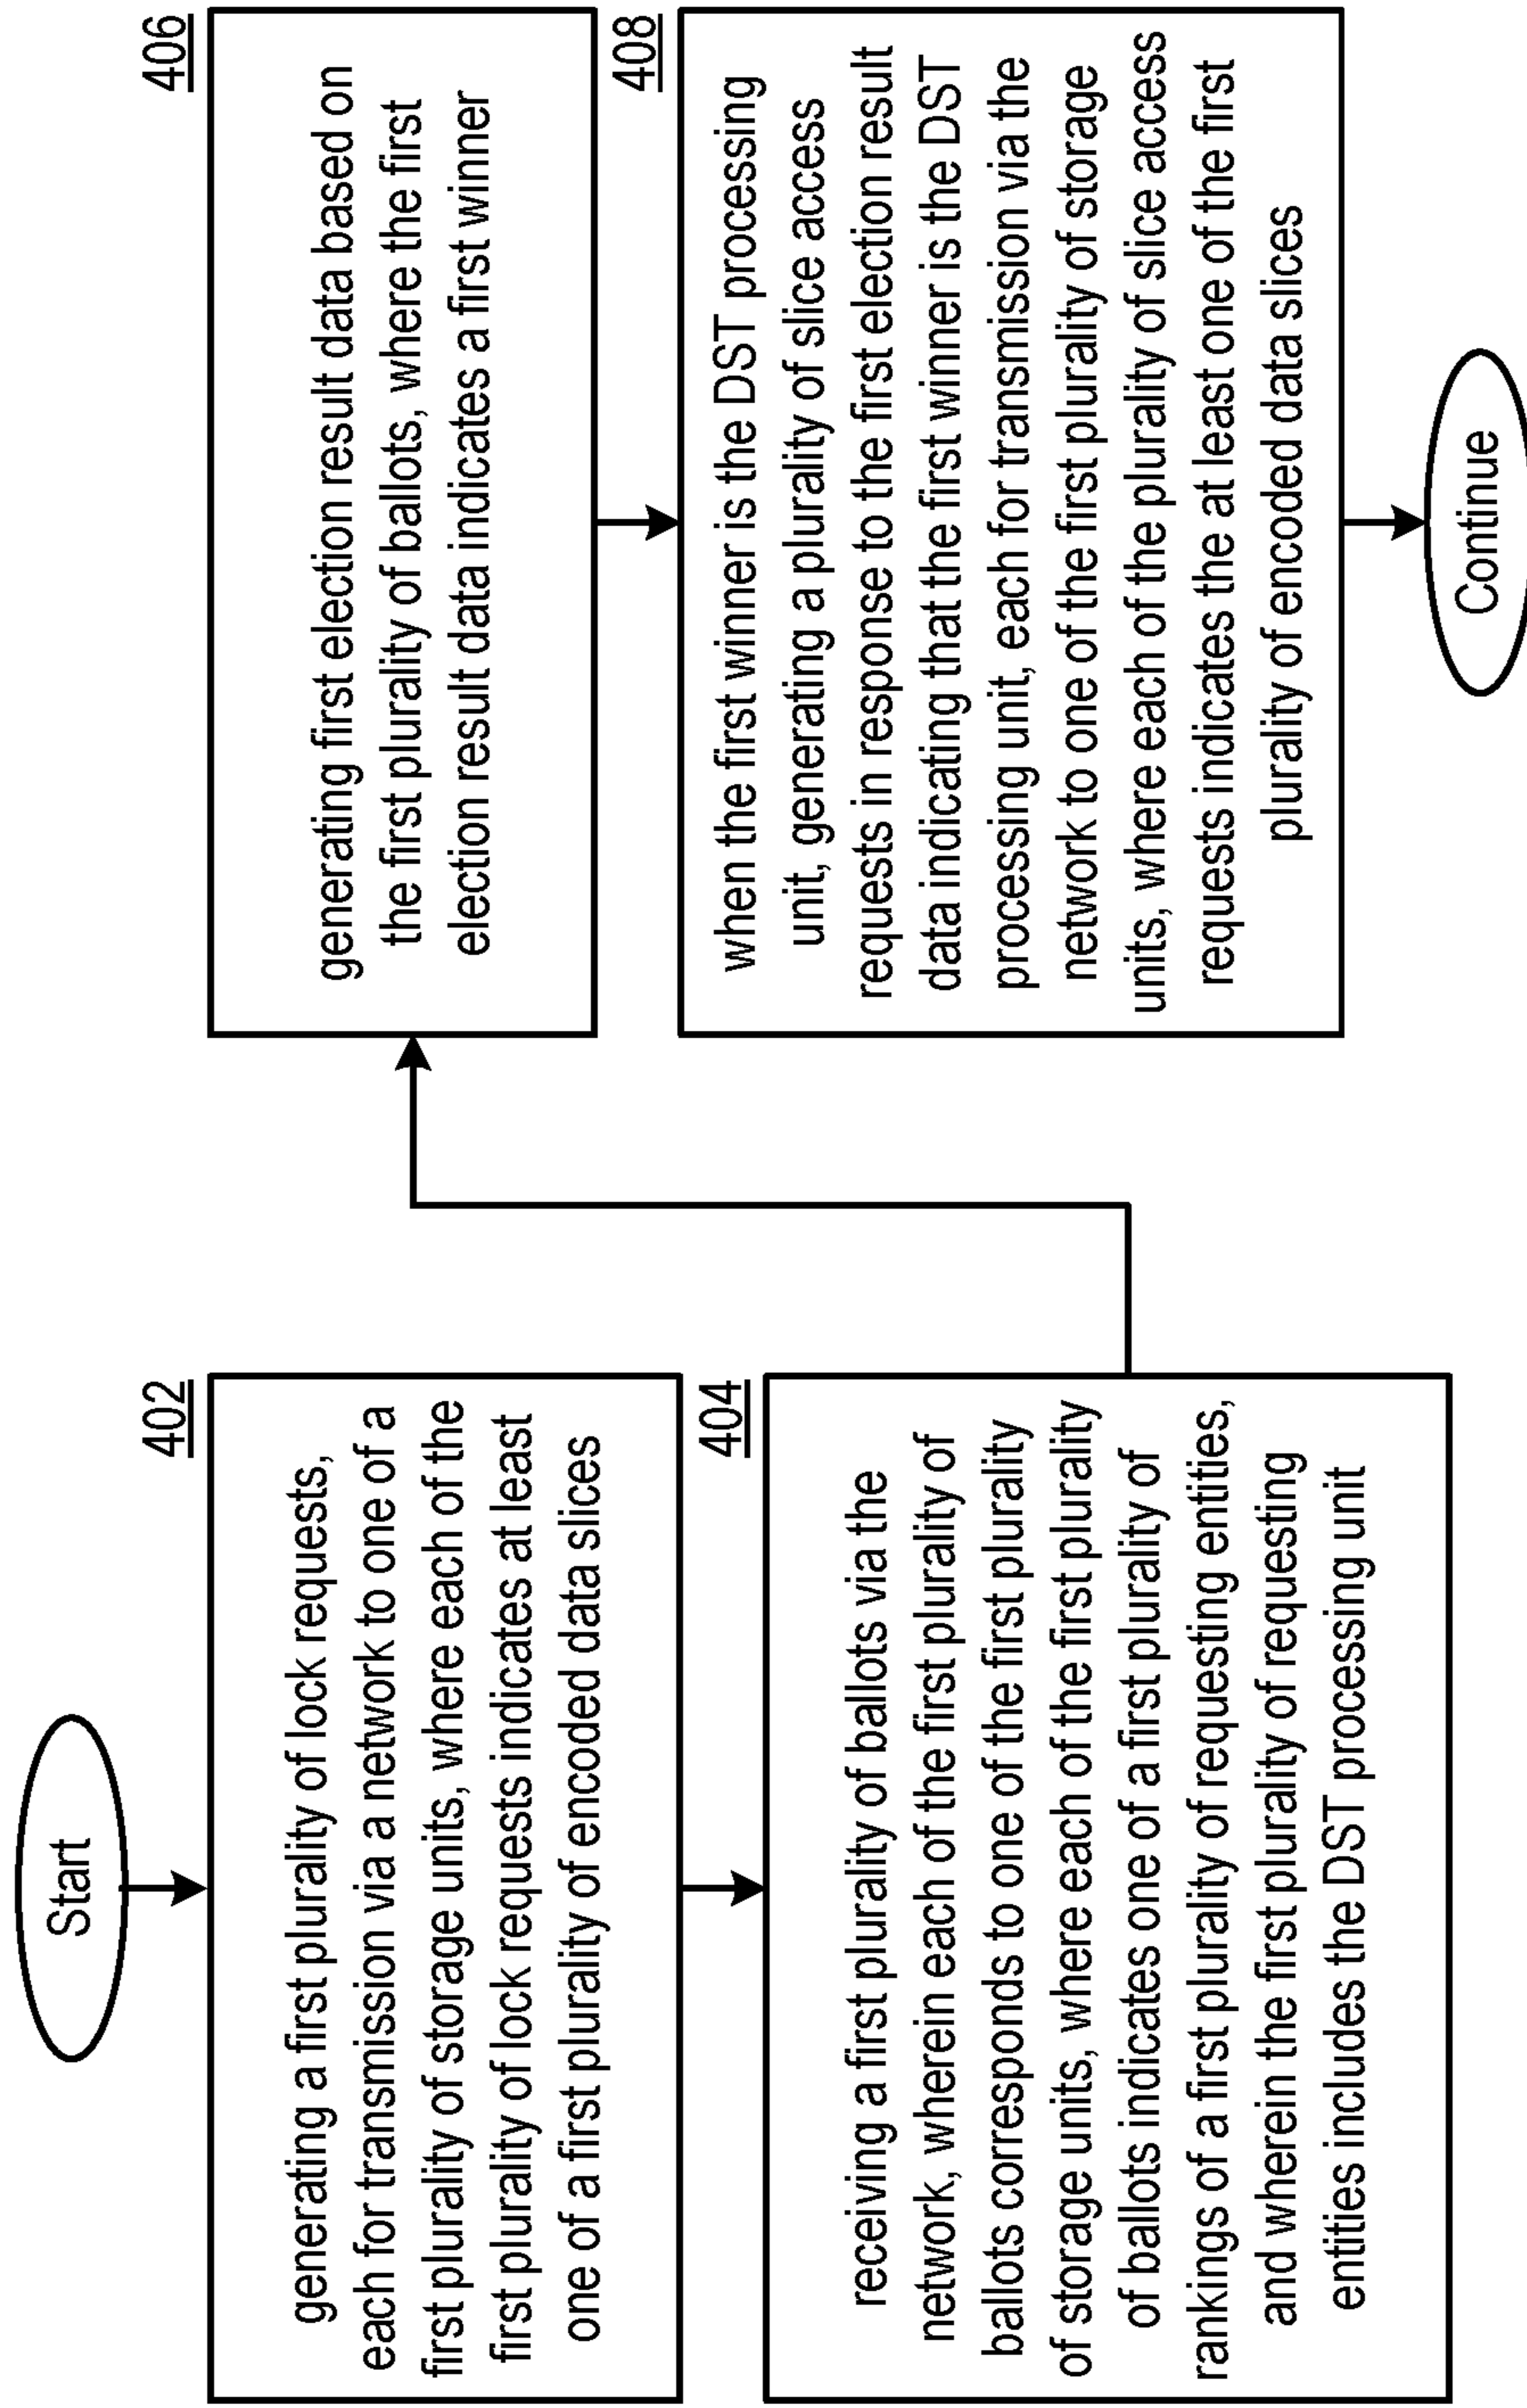 Start
402
generating a first plurality of lock requests,
each for transmission via a network to one of a
first plurality of storage units, where each of the
first plurality of lock requests indicates at least
one of a first plurality of encoded data slices
404
receiving a first plurality of ballots via the
network, wherein each of the first plurality of
ballots corresponds to one of the first plurality
of storage units, where each of the first plurality
of ballots indicates one of a first plurality of
rankings of a first plurality of requesting entities,
and wherein the first plurality of requesting
entities includes the DST processing unit
406
generating first election result data based on
the first plurality of ballots, where the first
election result data indicates a first winner
408
when the first winner is the DST processing
unit, generating a plurality of slice access
requests in response to the first election result
data indicating that the first winner is the DST
processing unit, each for transmission via the
network to one of the first plurality of storage
units, where each of the plurality of slice access
requests indicates the at least one of the first
plurality of encoded data slices
Continue